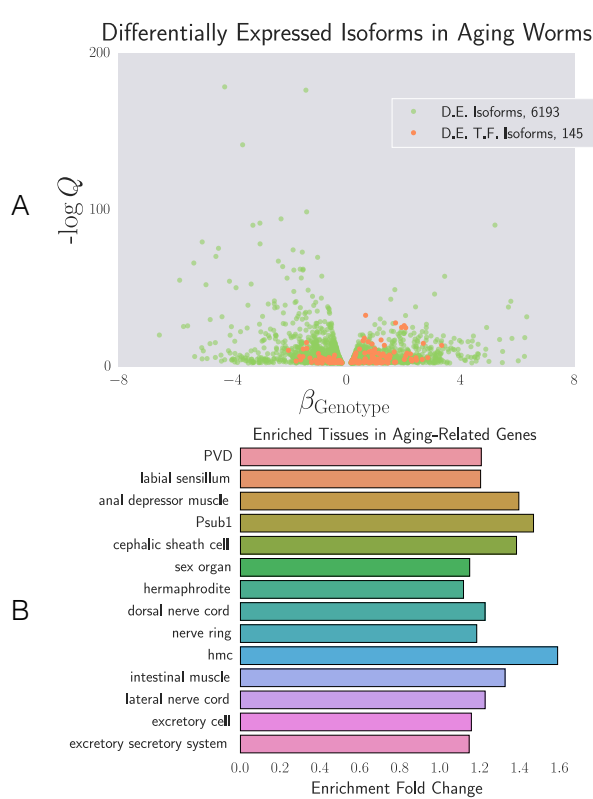 Differentially Expressed Isoforms in Aging Worms
A
-log Q
200
100
0
D.E. Isoforms, 6193
D.E. T.F. Isoforms, 145
−8 −4 0 4 8
βGenotype
B
Enriched Tissues in Aging-Related Genes
PVD
labial sensillum
anal depressor muscle
Psub1
cephalic sheath cell
sex organ
hermaphrodite
dorsal nerve cord
nerve ring
hmc
intestinal muscle
lateral nerve cord
excretory cell
excretory secretory system
0.0 0.2 0.4 0.6 0.8 1.0 1.2 1.4 1.6
Enrichment Fold Change